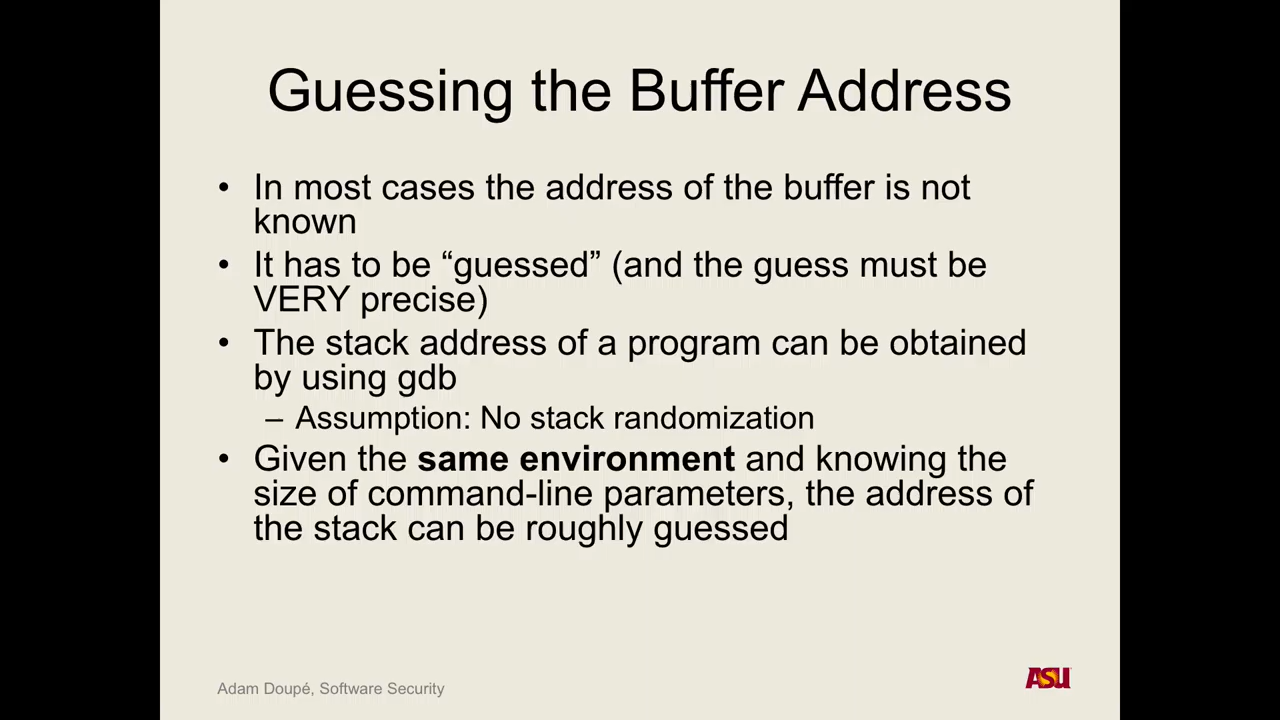 Guessing the Buffer Address
• In most cases the address of the buffer is not
known
• It has to be “guessed” (and the guess must be
VERY precise)
• The stack address of a program can be obtained
by using gdb
– Assumption: No stack randomization
• Given the same environment and knowing the
size of command-line parameters, the address of
the stack can be roughly guessed
Adam Doupé, Software Security
ASU